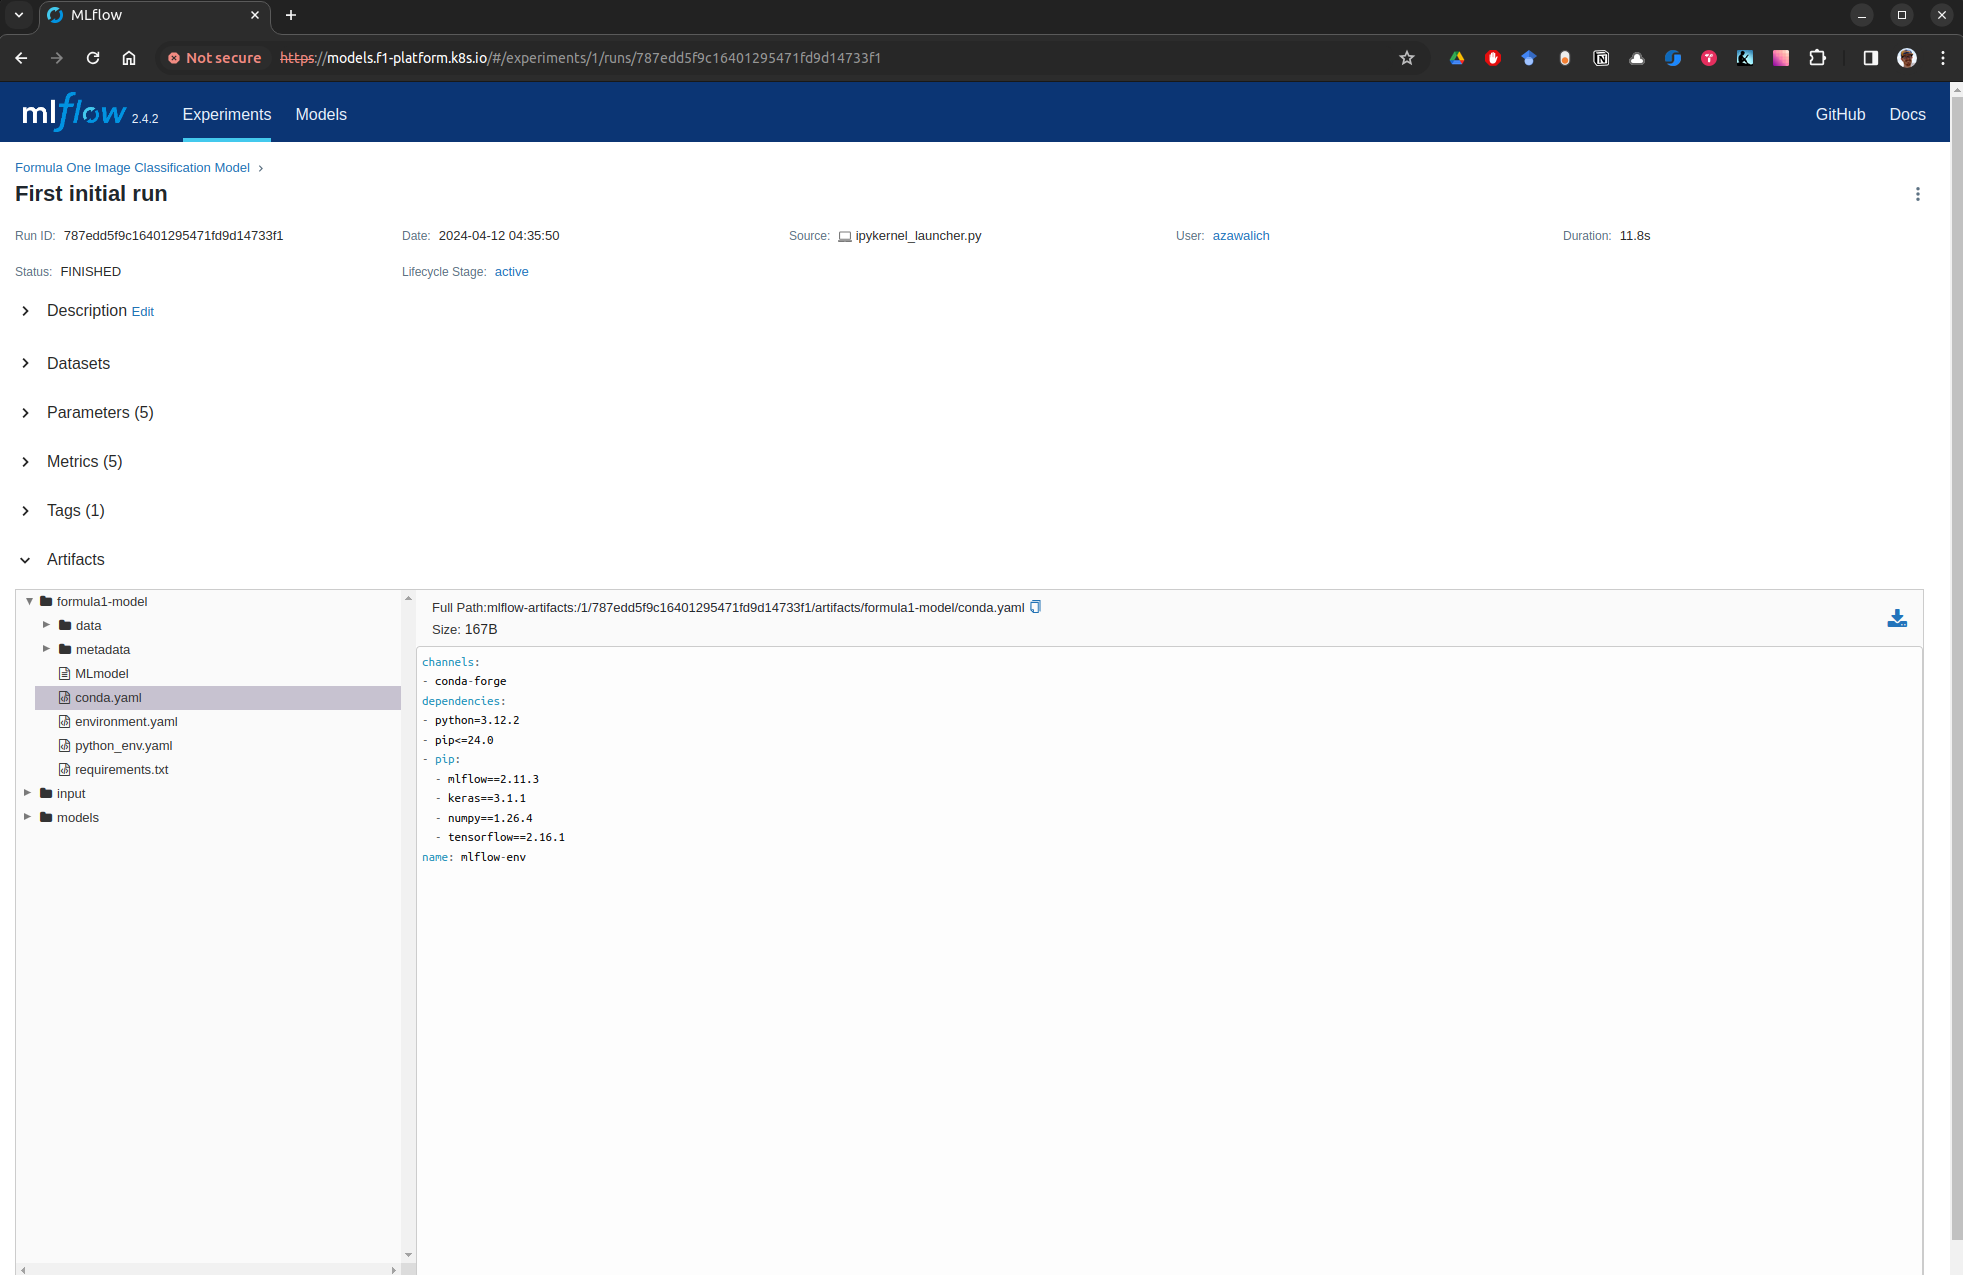 MLflow
Not secure https://models.f1-platform.k8s.io/#/experiments/1/runs/787edd5f9c16401295471fd9d14733f1
mlflow 2.4.2 Experiments Models GitHub Docs
Formula One Image Classification Model
First initial run
Run ID: 787edd5f9c16401295471fd9d14733f1 Date: 2024-04-12 04:35:50 Source: ipykernel_launcher.py User: azawalich Duration: 11.8s
Status: FINISHED Lifecycle Stage: active
Description Edit
Datasets
Parameters (5)
Metrics (5)
Tags (1)
Artifacts
formula1-model
data
metadata
MLmodel
conda.yaml
environment.yaml
python_env.yaml
requirements.txt
input
models
Full Path:mlflow-artifacts:/1/787edd5f9c16401295471fd9d14733f1/artifacts/formula1-model/conda.yaml
Size: 167B
channels:
- conda-forge
dependencies:
- python=3.12.2
- pip<=24.0
- pip:
  - mlflow==2.11.3
  - keras==3.1.1
  - numpy==1.26.4
  - tensorflow==2.16.1
name: mlflow-env